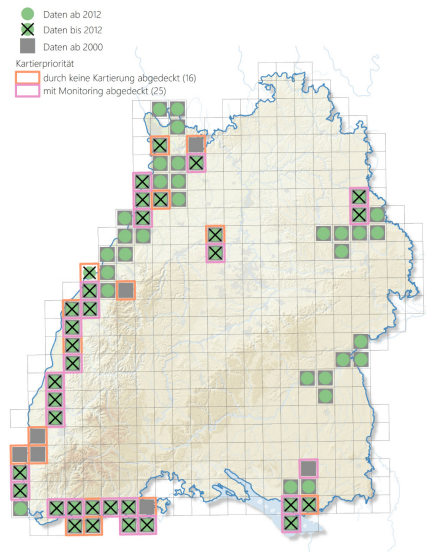 Daten ab 2012
Daten bis 2012
Daten ab 2000
Kartierpriorität
durch keine Kartierung abgedeckt (16)
mit Monitoring abgedeckt (25)